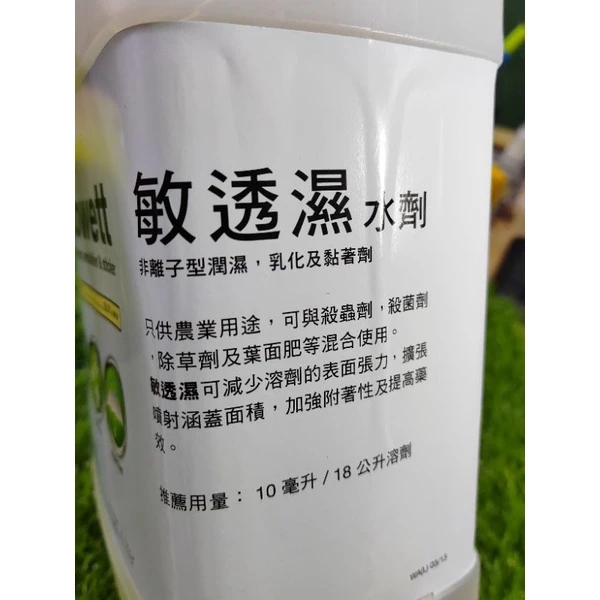 wett
敏透濕 水劑
非離子型潤濕，乳化及黏著劑
只供農業用途，可與殺蟲劑，殺菌劑
，除草劑及葉面肥等混合使用。
敏透濕可減少溶劑的表面張力，擴張
噴射涵蓋面積，加強附著性及提高藥
效。
推薦用量： 10 毫升 / 18 公升溶劑